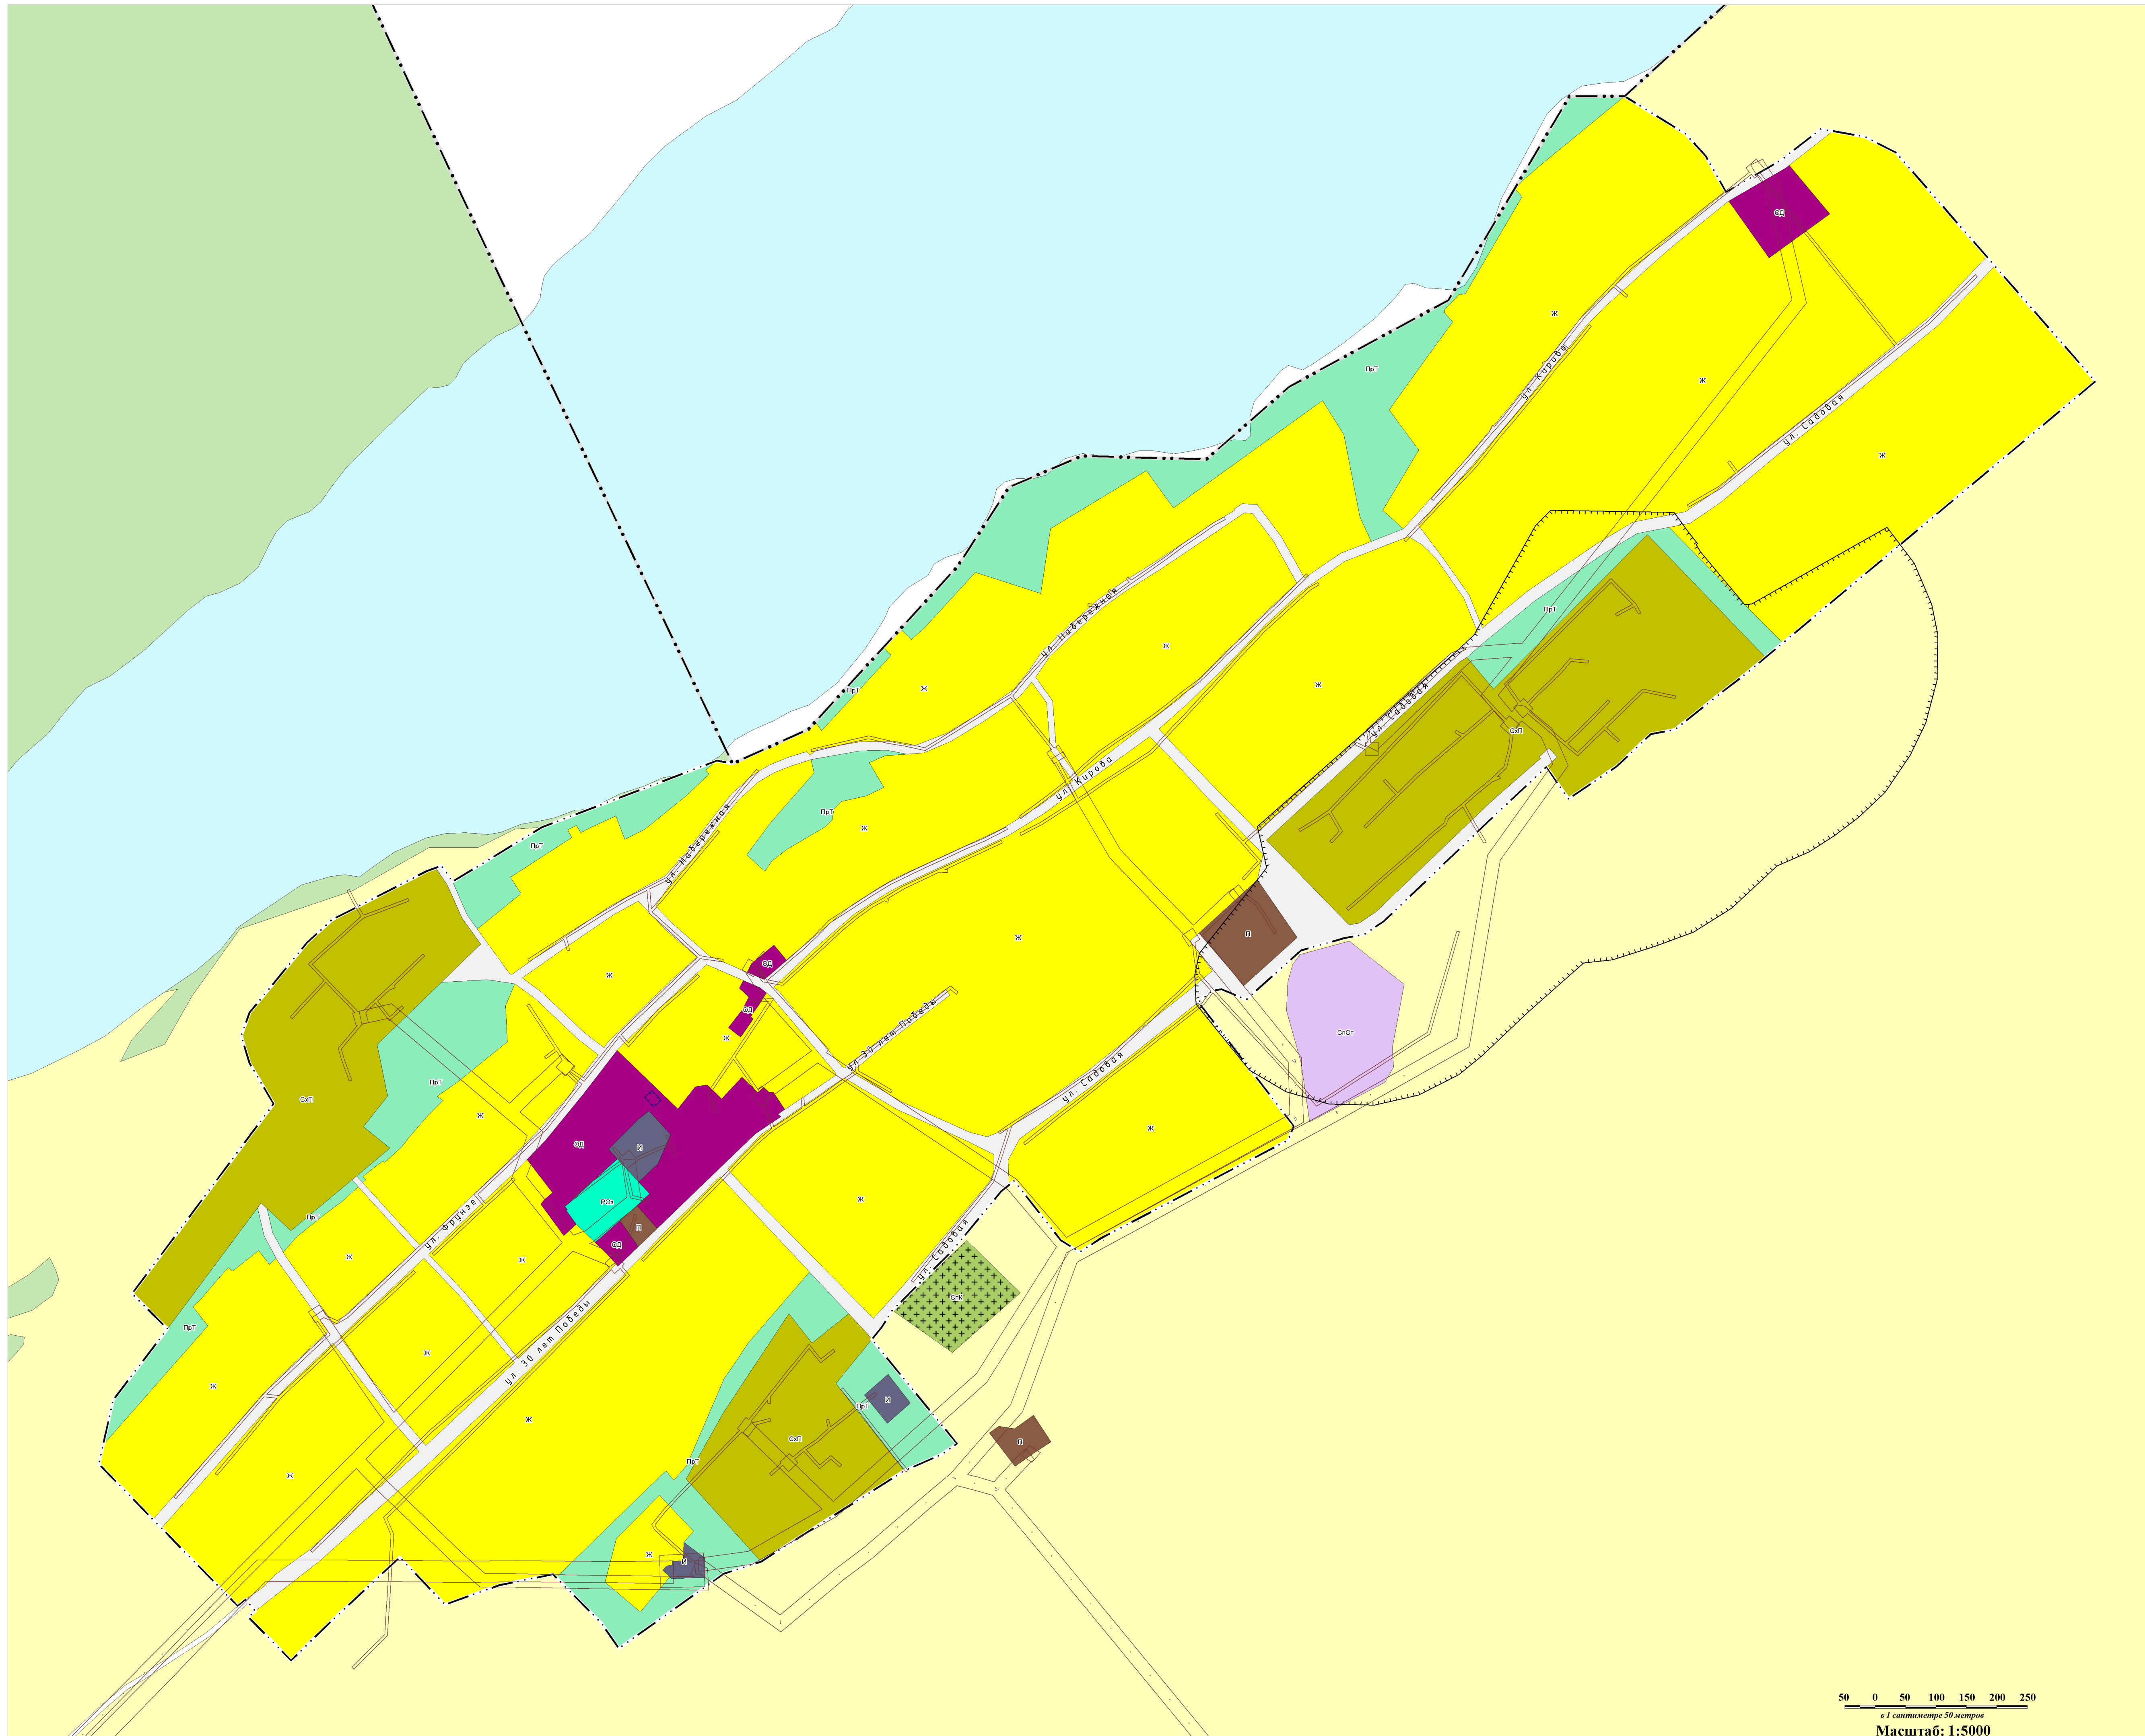 ОД
Ж
ПрТ
ул. Кирова
Ж
ул. Садовая
Ж
ПрТ
ул. Набережная
Ж
Ж
Ж
ПрТ
ул. Садовая
СхП
ул. Кирова
ПрТ
Ж
ул. Набережная
ПрТ
П
Ж
ОД
Ж
ОД
Ж
ул 30 лет Победы
СпОт
ул. Садовая
ПрТ
СхП
Ж
Ж
ОД
И
РОз
Ж
ПрТ
ул. Фрунзе
П
ОД
Ж
Ж
ул. Садовая
СпК
ПрТ
ул. 30 лет Победы
Ж
Ж
ПрТ
И
Ж
СхП
П
ПрТ
Ж
Ж
И
50 0 50 100 150 200 250
в 1 сантиметре 50 метров
Масштаб: 1:5000